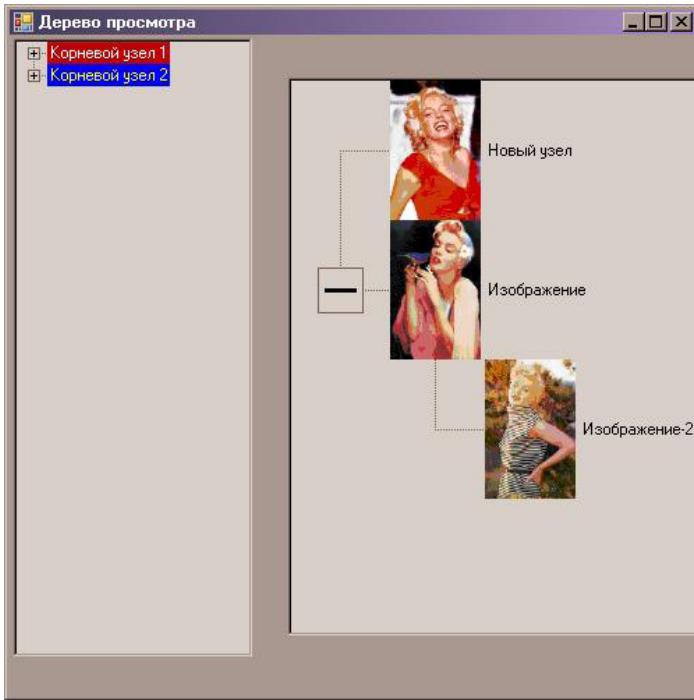 Дерево просмотра
Корневой узел 1
Корневой узел 2
Новый узел
Изображение
Изображение-2